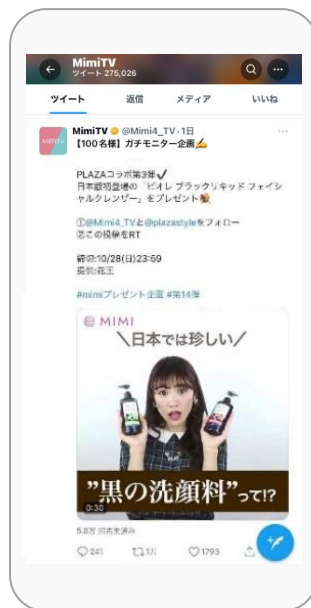 MimiTV
ツイート 275,026
ツイート 返信 メディア いいね
MimiTV @Mimi4_TV・1日
【100名様】ガチモニター企画
PLAZAコラボ第3弾
日本版初登場の「ビオレ ブラックリキッド フェイシ
ャルクレンザー」をプレゼント
①@Mimi4_TVと@plazastyleをフォロー
②この投稿をRT
締切:10/28(日)23:59
提供:花王
#mimiプレゼント企画 #第14弾
MIMI
\日本では珍しい/
”黒の洗顔料”って!?
0:30
5.8万 回再生済み
241 1.1万 1793